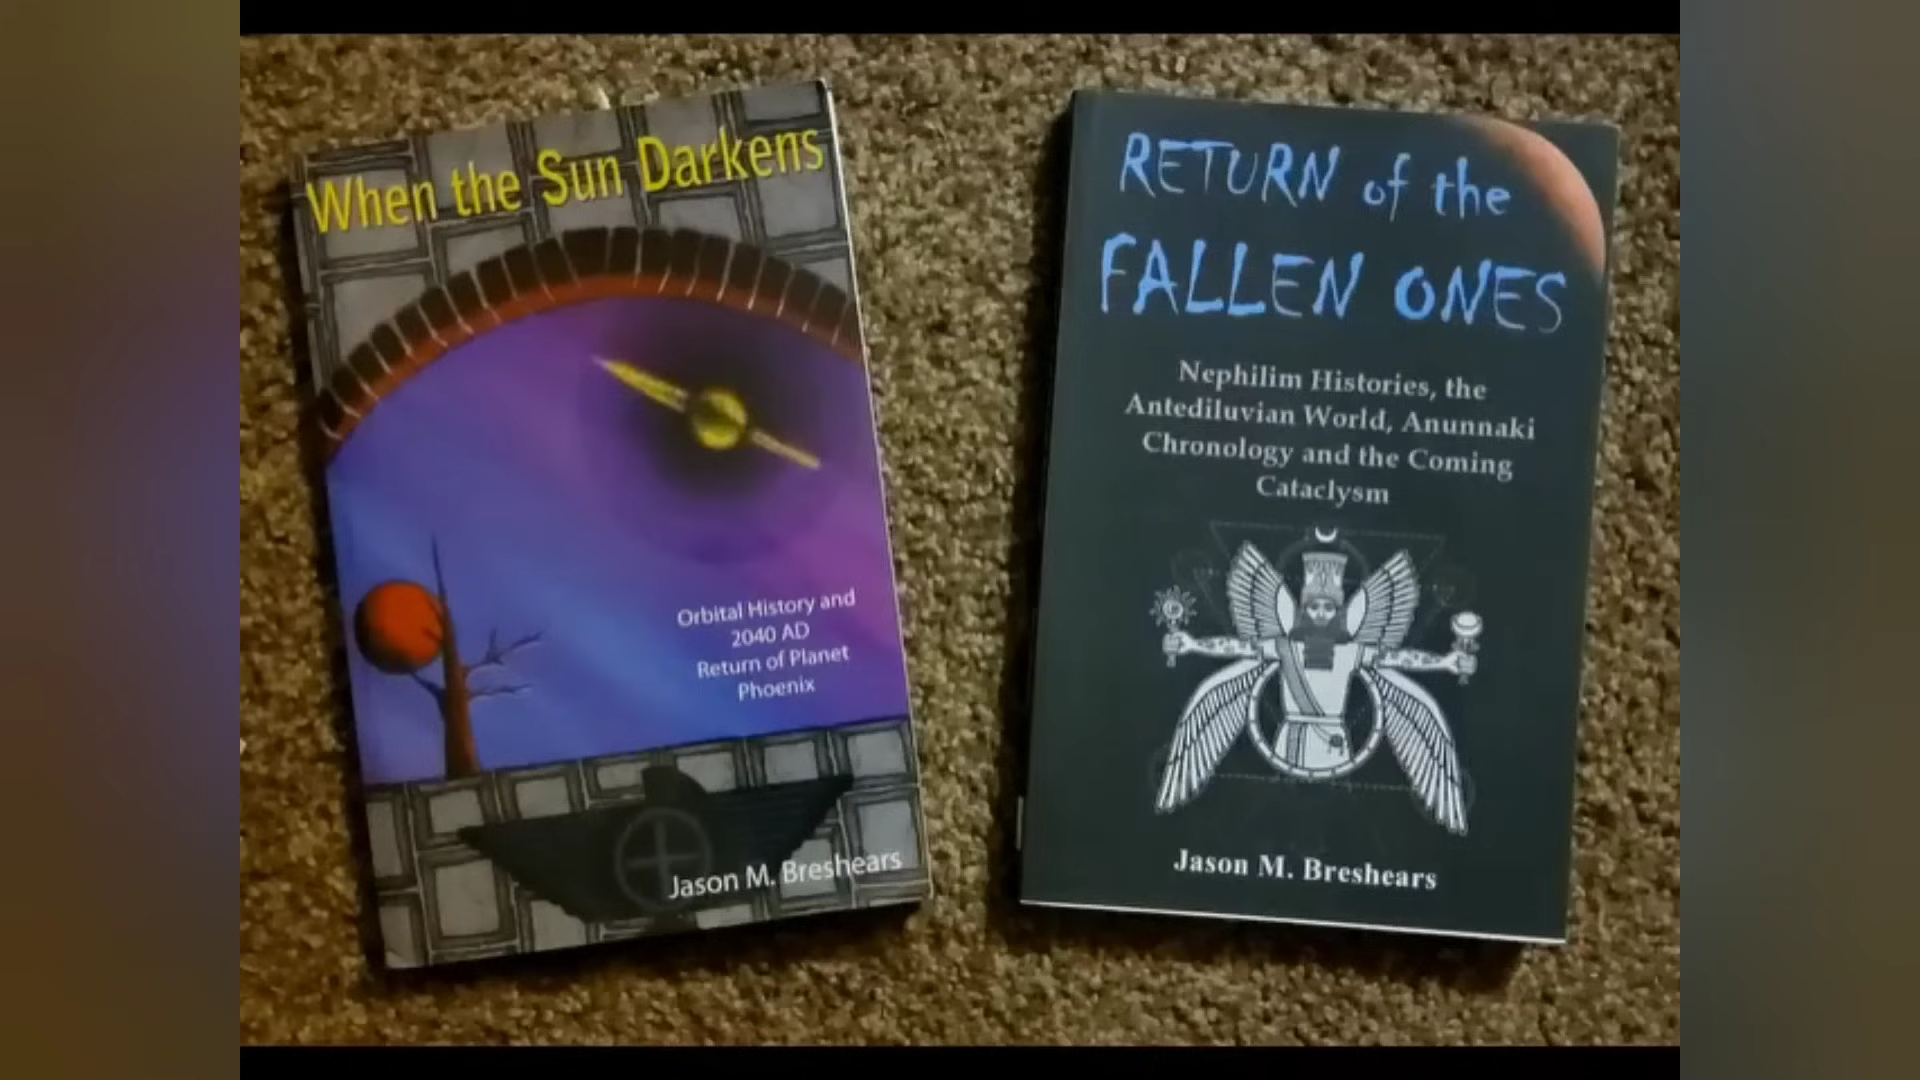 When the Sun Darkens
Orbital History and
2040 AD
Return of Planet
Phoenix
Jason M. Breshears
RETURN of the
FALLEN ONES
Nephilim Histories, the
Antediluvian World, Anunnaki
Chronology and the Coming
Cataclysm
Jason M. Breshears